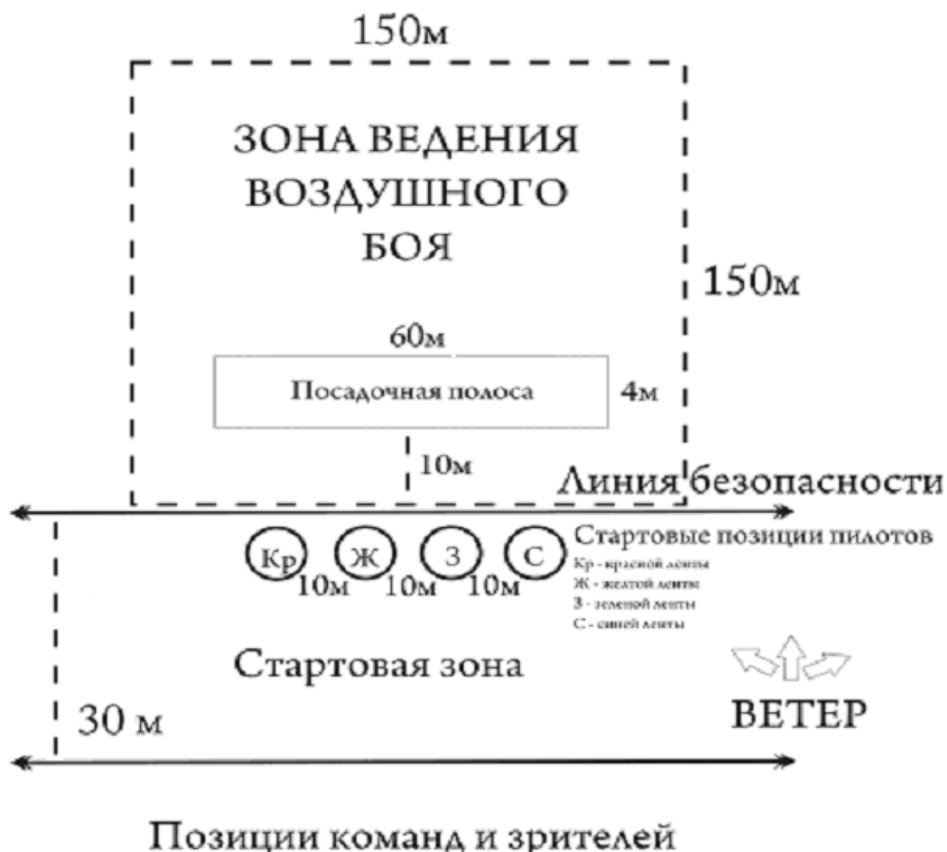 150м
ЗОНА ВЕДЕНИЯ
ВОЗДУШНОГО
БОЯ
150м
60м
Посадочная полоса
4м
10м
Линия безопасности
Кр
Ж
З
С
10м
10м
10м
Стартовые позиции пилотов
Кр - красной ленты
Ж - желтой ленты
З - зеленой ленты
С - синей ленты
Стартовая зона
30 м
ВЕТЕР
Позиции команд и зрителей